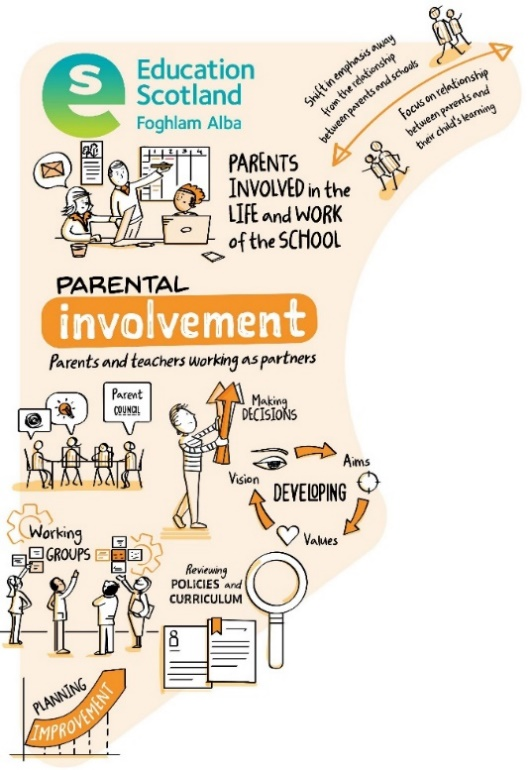 Education
Scotland
Foghlam Alba
Shift in emphasis away
from the relationship
between parents and schools
Focus on relationship
between parents and
their child's learning
PARENTS
INVOLVED in the
LIFE and WORK
of the SCHOOL
PARENTAL
involvement
Parents and teachers working as partners
Parent
COUNCIL
Making
DECISIONS
Vision
Aims
DEVELOPING
Values
Working
GROUPS
Reviewing
POLICIES and
CURRICULUM
PLANNING
IMPROVEMENT